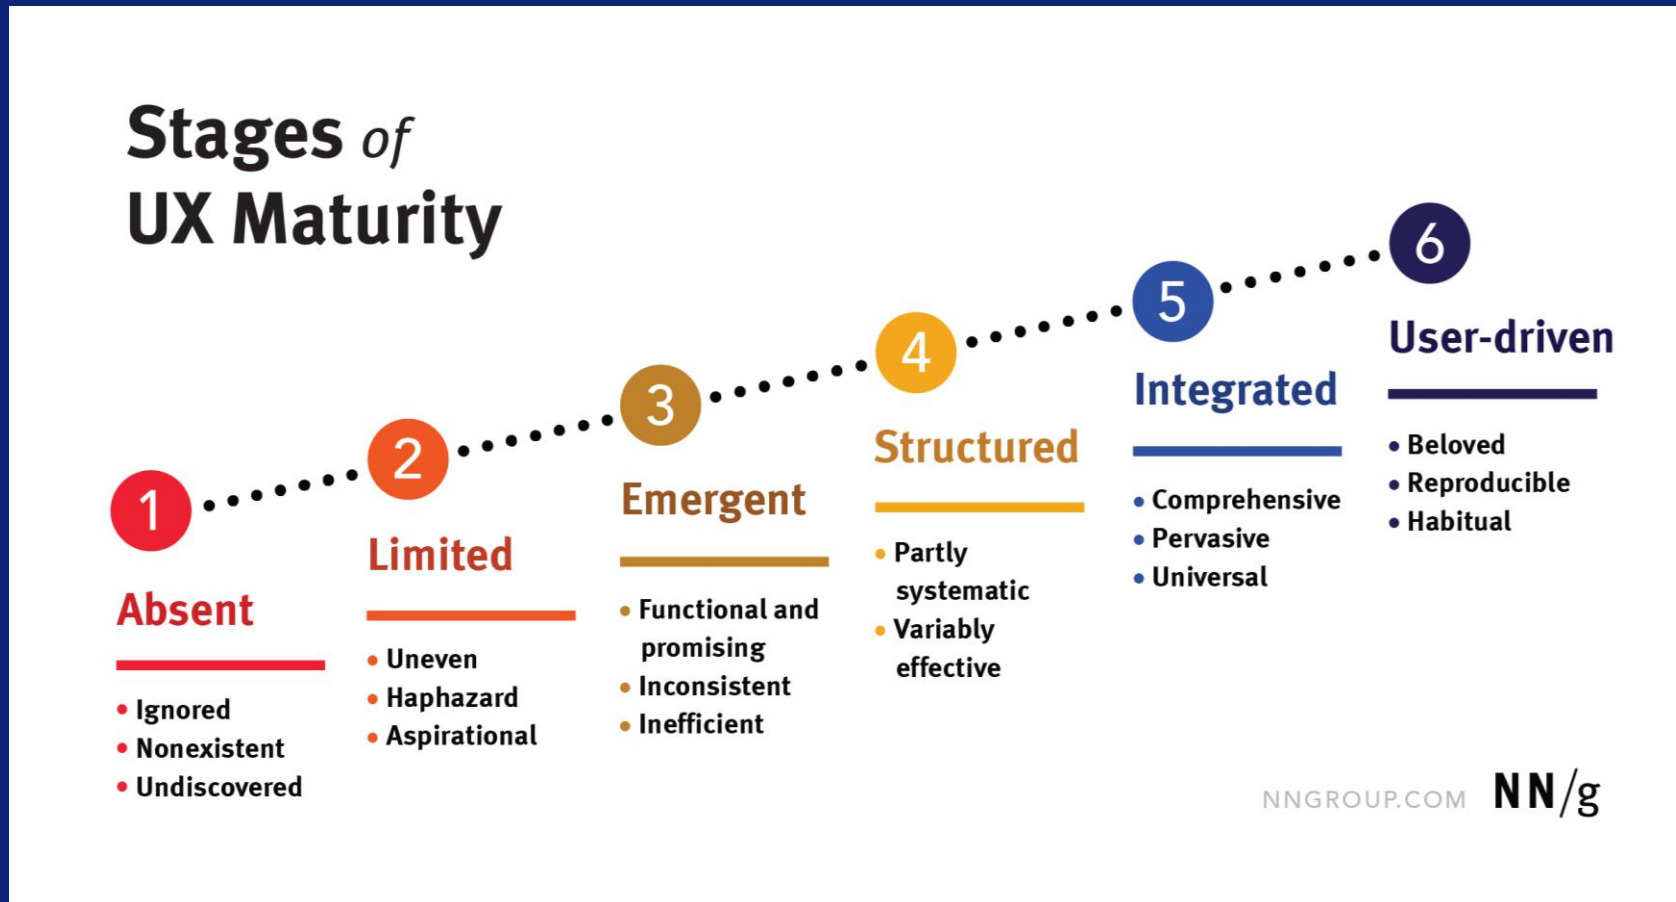 Stages of
UX Maturity
1
Absent
• Ignored
• Nonexistent
• Undiscovered
2
Limited
• Uneven
• Haphazard
• Aspirational
3
Emergent
• Functional and
promising
• Inconsistent
• Inefficient
4
Structured
• Partly
systematic
• Variably
effective
5
Integrated
• Comprehensive
• Pervasive
• Universal
6
User-driven
• Beloved
• Reproducible
• Habitual
NNGROUP.COM NN/g